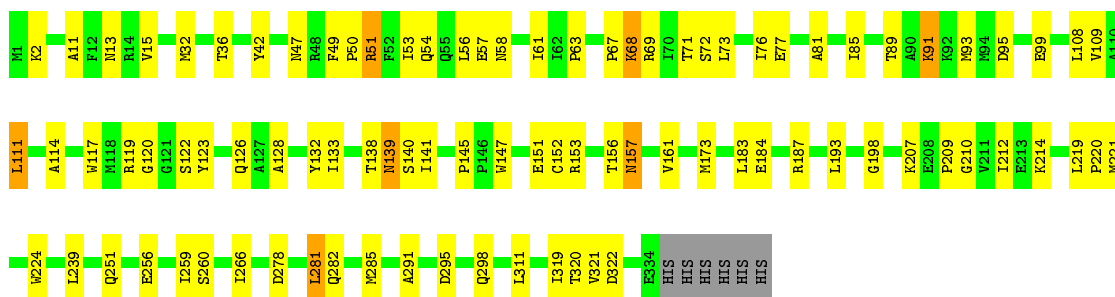 M1 K2 A11 F12 N13 R14 V15 M32 T36 Y42 N47 R48 F49 P50 R51 F52 I53 Q54 Q55 L56 E57 N58 I61 I62 P63 P67 K68 R69 I70 T71 S72 L73 I76 E77 A81 I85 T89 A90 K91 K92 M93 M94 D95 E99 L108 V109 A110
L111 A114 W117 M118 R119 G120 G121 S122 Y123 Q126 A127 A128 Y132 I133 T138 N139 S140 I141 P145 P146 W147 E151 C152 R153 T156 N157 V161 M173 L183 E184 R187 L193 G198 K207 E208 P209 G210 V211 I212 E213 K214 L219 P220
W224 L239 Q251 E256 I259 S260 I266 D278 L281 Q282 M285 A291 D295 Q298 L311 I319 T320 V321 D322 E334 HIS HIS HIS HIS HIS HIS